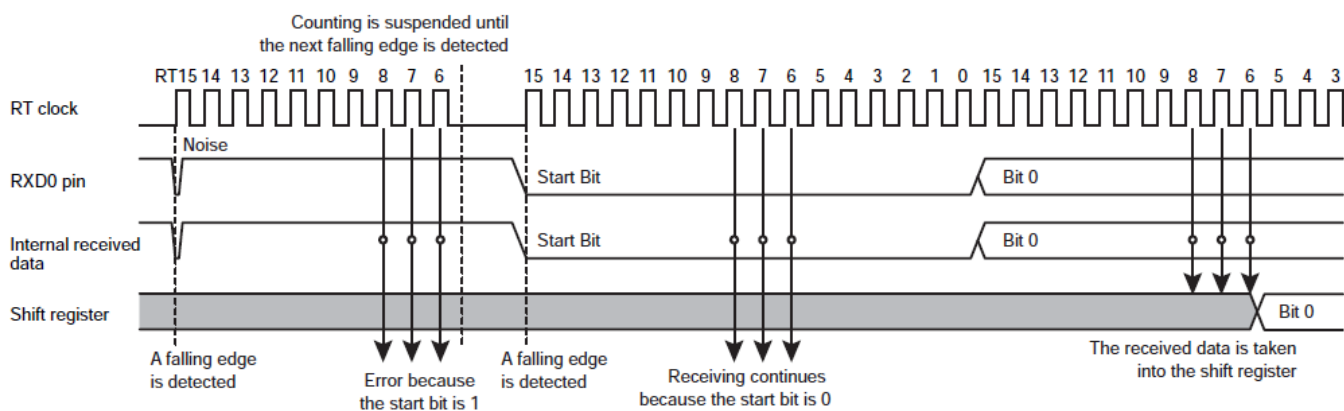 Counting is suspended until
the next falling edge is detected
RT15 14 13 12 11 10 9 8 7 6 15 14 13 12 11 10 9 8 7 6 5 4 3 2 1 0 15 14 13 12 11 10 9 8 7 6 5 4 3
RT clock
Noise
RXD0 pin
Start Bit
Bit 0
Internal received
data
Start Bit
Bit 0
Shift register
Bit 0
A falling edge
is detected
Error because
the start bit is 1
A falling edge
is detected
Receiving continues
because the start bit is 0
The received data is taken
into the shift register